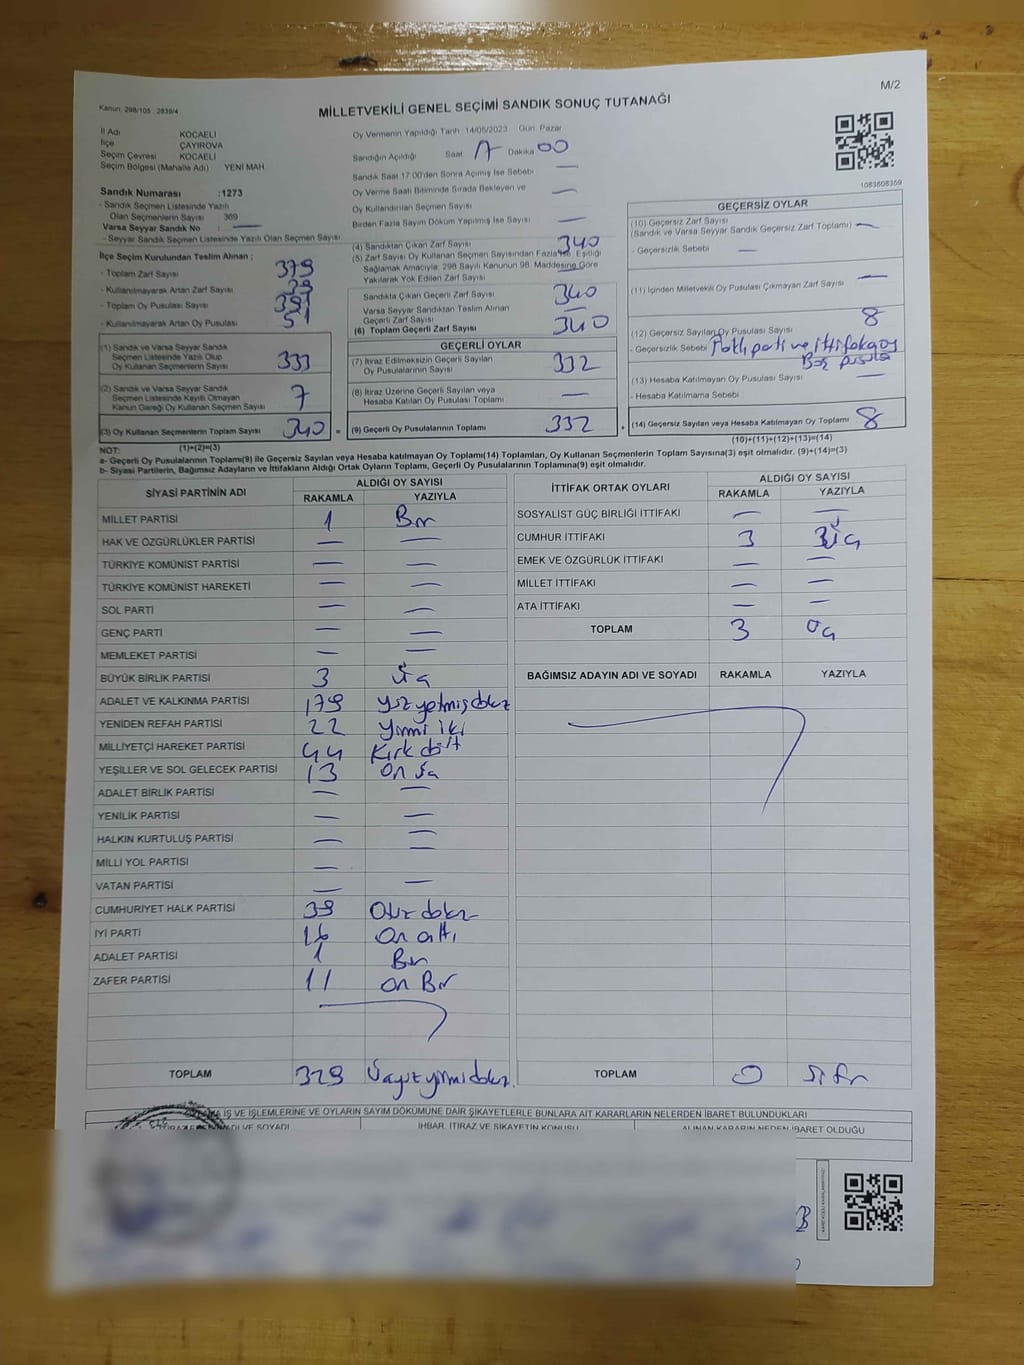 M/2
Kanun: 298/105 : 2839/4
MİLLETVEKİLİ GENEL SEÇİMİ SANDIK SONUÇ TUTANAĞI
İl Adı KOCAELİ
İlçe ÇAYIROVA
Seçim Çevresi KOCAELİ
Seçim Bölgesi (Mahalle Adı) YENİ MAH
Sandık Numarası :1273
- Sandık Seçmen Listesinde Yazılı
Olan Seçmenlerin Sayısı 369
Varsa Seyyar Sandık No : —
- Seyyar Sandık Seçmen Listesinde Yazılı Olan Seçmen Sayısı
İlçe Seçim Kurulundan Teslim Alınan ;
- Toplam Zarf Sayısı 379
- Kullanılmayarak Artan Zarf Sayısı 39
- Toplam Oy Pusulası Sayısı 391
- Kullanılmayarak Artan Oy Pusulası 51
(1) Sandık ve Varsa Seyyar Sandık
Seçmen Listesinde Yazılı Olup
Oy Kullanan Seçmenlerin Sayısı 333
(2) Sandık ve Varsa Seyyar Sandık
Seçmen Listesinde Kayıtlı Olmayan
Kanun Gereği Oy Kullanan Seçmen Sayısı 7
(3) Oy Kullanan Seçmenlerin Toplam Sayısı 340
Oy Vermenin Yapıldığı Tarih 14/05/2023 Gün: Pazar
Sandığın Açıldığı Saat 17 Dakika 00
Sandık Saat 17:00'den Sonra Açılmış İse Sebebi —
Oy Verme Saati Bitiminde Sırada Bekleyen ve —
Oy Kullandırılan Seçmen Sayısı
Birden Fazla Sayım Döküm Yapılmış İse Sayısı —
(4) Sandıktan Çıkan Zarf Sayısı 340
(5) Zarf Sayısı Oy Kullanan Seçmen Sayısından Fazla ise, Eşitliği
Sağlamak Amacıyla; 298 Sayılı Kanunun 98. Maddesine Göre
Yakılarak Yok Edilen Zarf Sayısı —
Sandıkta Çıkan Geçerli Zarf Sayısı 340
Varsa Seyyar Sandıktan Teslim Alınan
Geçerli Zarf Sayısı —
(6) Toplam Geçerli Zarf Sayısı 340
GEÇERLİ OYLAR
(7) İtiraz Edilmeksizin Geçerli Sayılan
Oy Pusulalarının Sayısı 332
(8) İtiraz Üzerine Geçerli Sayılan veya
Hesaba Katılan Oy Pusulası Toplamı —
= (9) Geçerli Oy Pusulalarının Toplamı 332
1083608359
GEÇERSİZ OYLAR
(10) Geçersiz Zarf Sayısı
(Sandık ve Varsa Seyyar Sandık Geçersiz Zarf Toplamı) —
- Geçersizlik Sebebi —
(11) İçinden Milletvekili Oy Pusulası Çıkmayan Zarf Sayısı —
(12) Geçersiz Sayılan Oy Pusulası Sayısı 8
- Geçersizlik Sebebi Farklı parti ve ittifaka oy
Boş pusula
(13) Hesaba Katılmayan Oy Pusulası Sayısı —
- Hesaba Katılmama Sebebi
+ (14) Geçersiz Sayılan veya Hesaba Katılmayan Oy Toplamı 8
NOT: (1)+(2)=(3) (10)+(11)+(12)+(13)=(14)
a- Geçerli Oy Pusulalarının Toplamı(9) ile Geçersiz Sayılan veya Hesaba katılmayan Oy Toplamı(14) Toplamları, Oy Kullanan Seçmenlerin Toplam Sayısına(3) eşit olmalıdır. (9)+(14)=(3)
b- Siyasi Partilerin, Bağımsız Adayların ve İttifakların Aldığı Ortak Oyların Toplamı, Geçerli Oy Pusulalarının Toplamına(9) eşit olmalıdır.
SİYASİ PARTİNİN ADI ALDIĞI OY SAYISI
RAKAMLA YAZIYLA
MİLLET PARTİSİ 1 Bir
HAK VE ÖZGÜRLÜKLER PARTİSİ — —
TÜRKİYE KOMÜNİST PARTİSİ — —
TÜRKİYE KOMÜNİST HAREKETİ — —
SOL PARTİ — —
GENÇ PARTİ — —
MEMLEKET PARTİSİ — —
BÜYÜK BİRLİK PARTİSİ 3 Üç
ADALET VE KALKINMA PARTİSİ 179 yüz yetmiş dokuz
YENİDEN REFAH PARTİSİ 22 yirmi iki
MİLLİYETÇİ HAREKET PARTİSİ 44 Kırk dört
YEŞİLLER VE SOL GELECEK PARTİSİ 13 On üç
ADALET BİRLİK PARTİSİ — —
YENİLİK PARTİSİ — —
HALKIN KURTULUŞ PARTİSİ — —
MİLLİ YOL PARTİSİ — —
VATAN PARTİSİ — —
CUMHURİYET HALK PARTİSİ 39 Otuz dokuz
İYİ PARTİ 16 On altı
ADALET PARTİSİ 1 Bir
ZAFER PARTİSİ 11 on Bir
TOPLAM 329 Üçyüz yirmi dokuz
İTTİFAK ORTAK OYLARI ALDIĞI OY SAYISI
RAKAMLA YAZIYLA
SOSYALİST GÜÇ BİRLİĞİ İTTİFAKI — —
CUMHUR İTTİFAKI 3 Üç
EMEK VE ÖZGÜRLÜK İTTİFAKI — —
MİLLET İTTİFAKI — —
ATA İTTİFAKI — —
TOPLAM 3 Üç
BAĞIMSIZ ADAYIN ADI VE SOYADI RAKAMLA YAZIYLA
TOPLAM 0 Sıfır
İŞ VE İŞLEMLERİNE VE OYLARIN SAYIM DÖKÜMÜNE DAİR ŞİKAYETLERLE BUNLARA AİT KARARLARIN NELERDEN İBARET BULUNDUKLARI
ADI VE SOYADI İHBAR, İTİRAZ VE ŞİKAYETİN KONUSU ALINAN KARARIN NEDEN İBARET OLDUĞU